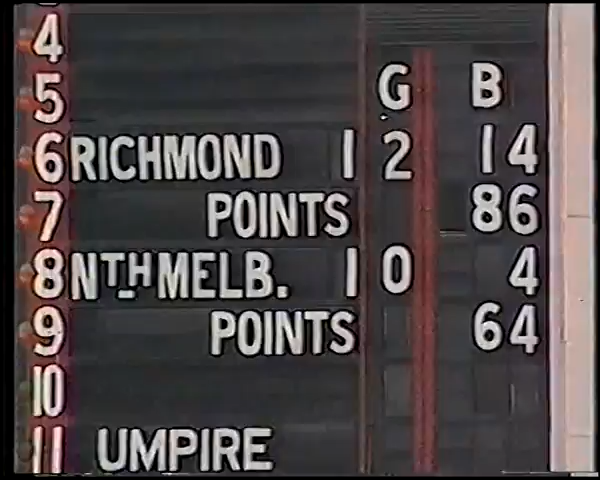 4
5 G B
6 RICHMOND 12 14
7 POINTS 86
8 NTH MELB. 10 4
9 POINTS 64
10
11 UMPIRE